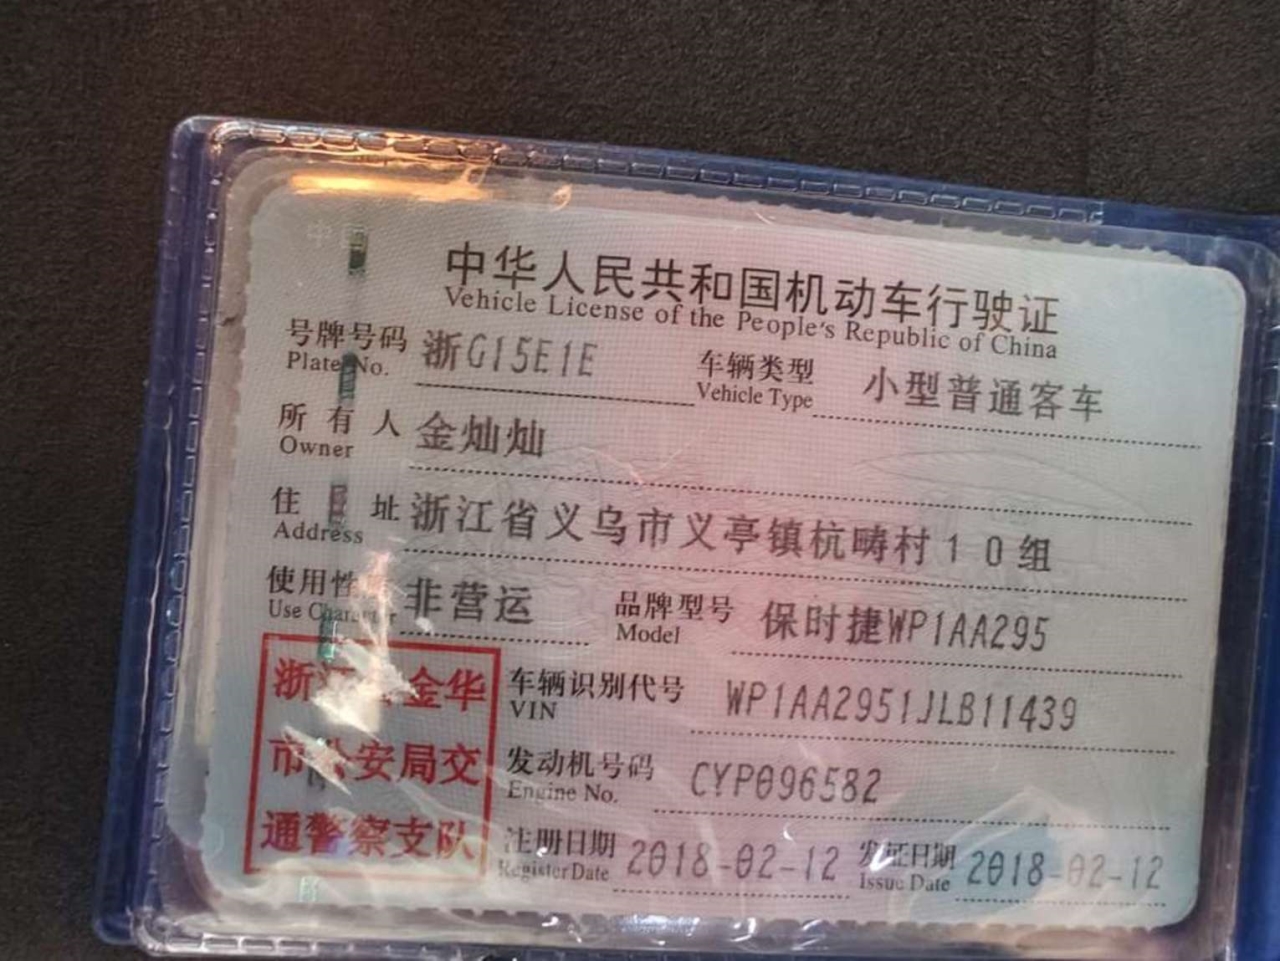 中华人民共和国机动车行驶证
Vehicle License of the People's Republic of China
号牌号码 浙G15E1E 车辆类型 小型普通客车
Plate No. Vehicle Type
所有人 金灿灿
Owner
住址 浙江省义乌市义亭镇杭畴村10组
Address
使用性 非营运 品牌型号 保时捷WP1AA295
Use Character Model
浙江 金华
市公安局交
通警察支队
车辆识别代号 WP1AA2951JLB11439
VIN
发动机号码 CYP096582
Engine No.
注册日期 2018-02-12 发证日期 2018-02-12
Register Date Issue Date